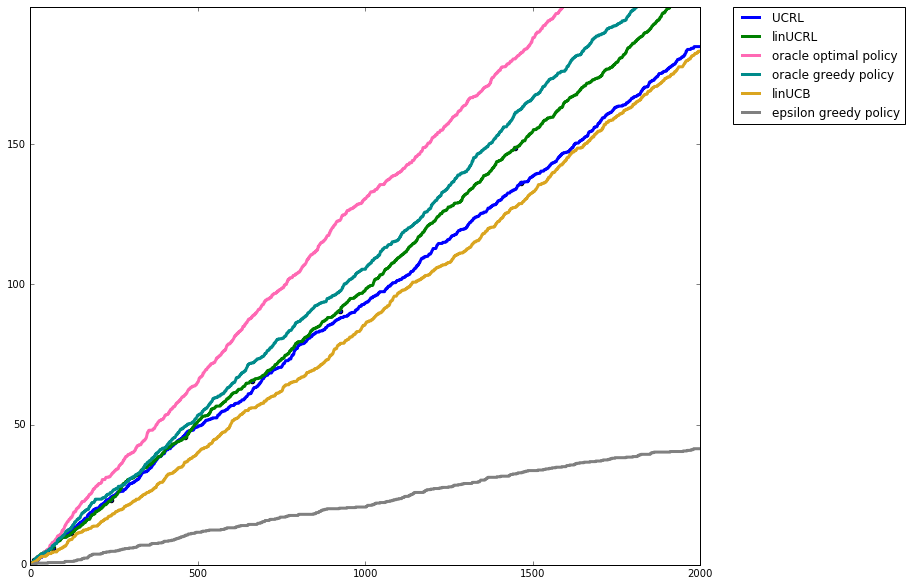 UCRL
linUCRL
oracle optimal policy
oracle greedy policy
linUCB
epsilon greedy policy
150
100
50
0
0 500 1000 1500 2000